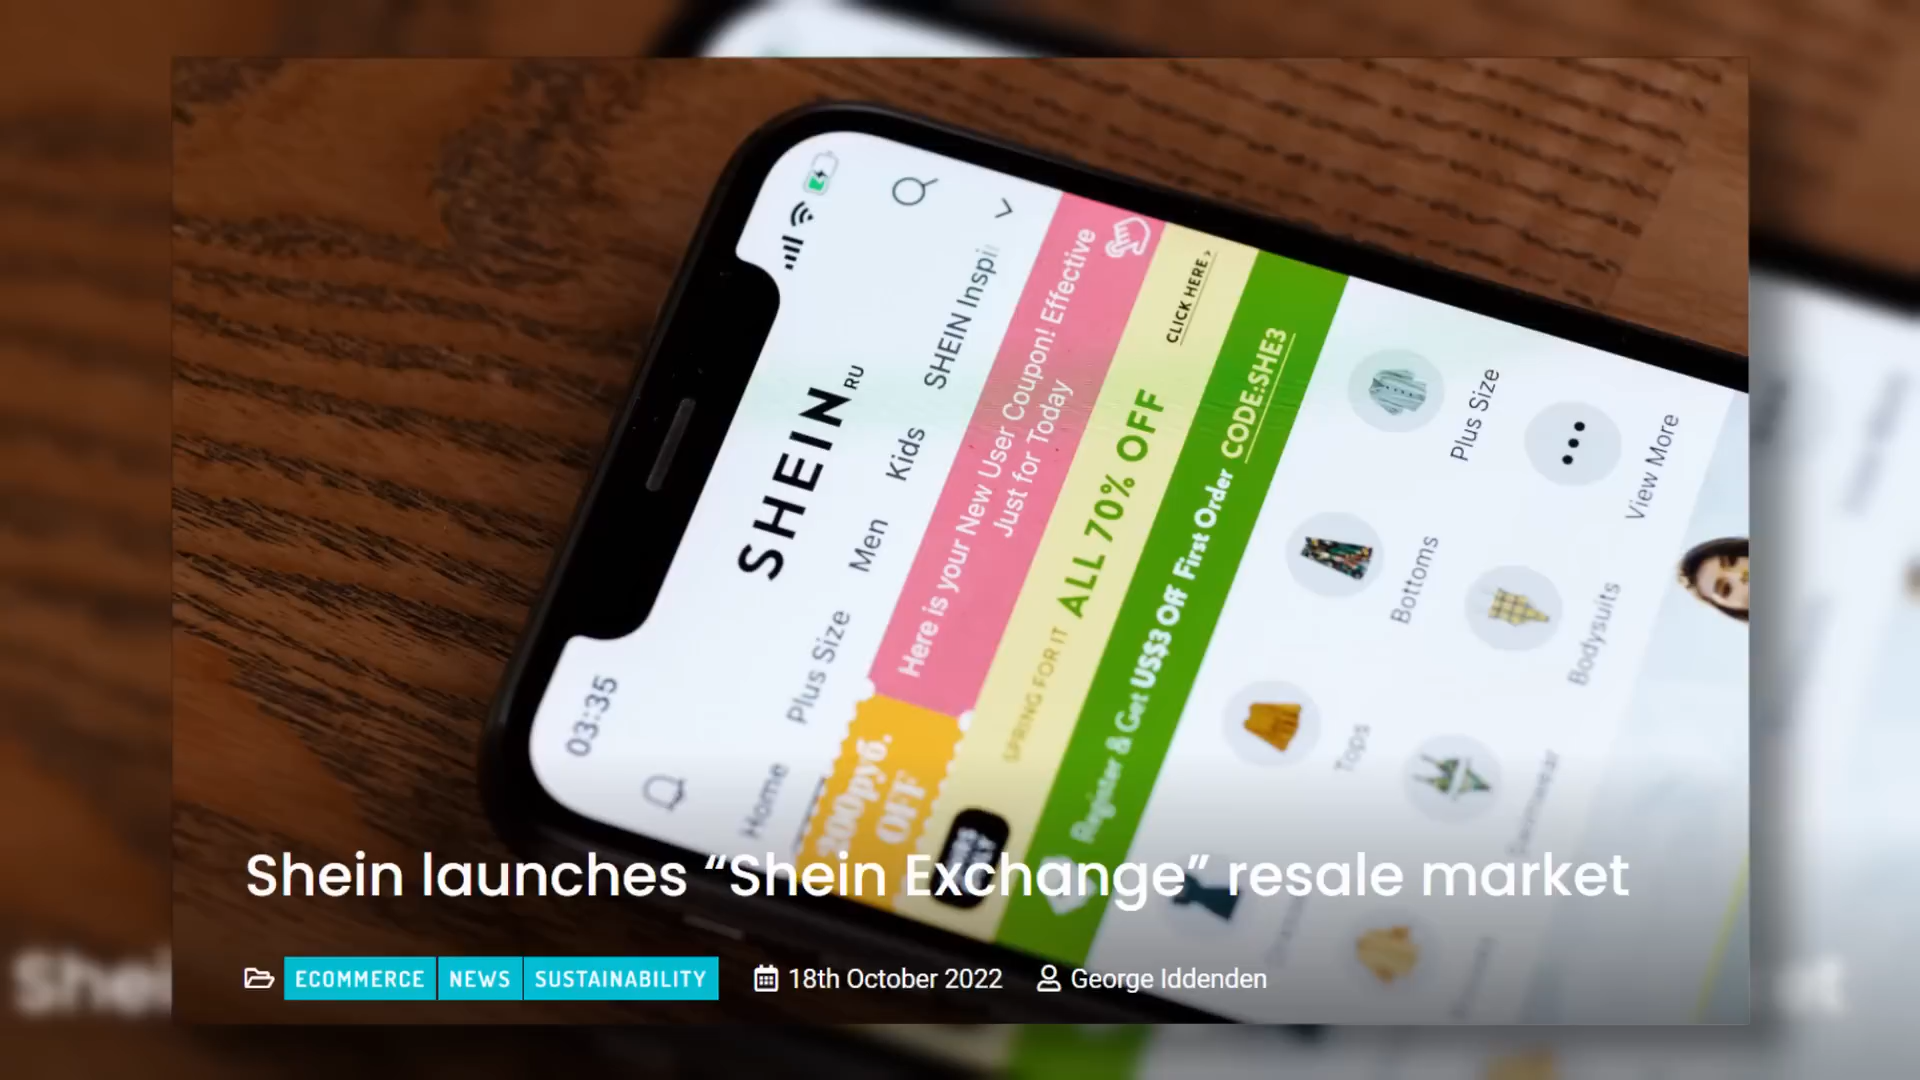 03:35
SHEIN RU
Home
Plus Size
Men
Kids
SHEIN Inspi
200руб.
OFF
Here is your New User Coupon! Effective
Just for Today
SPRING FOR IT
ALL 70% OFF
CLICK HERE >
Register & Get US$3 Off First Order CODE:SHE3
Tops
Bottoms
Plus Size
Swimwear
Bodysuits
View More
Shein launches “Shein Exchange” resale market
ECOMMERCE NEWS SUSTAINABILITY 18th October 2022 George Iddenden